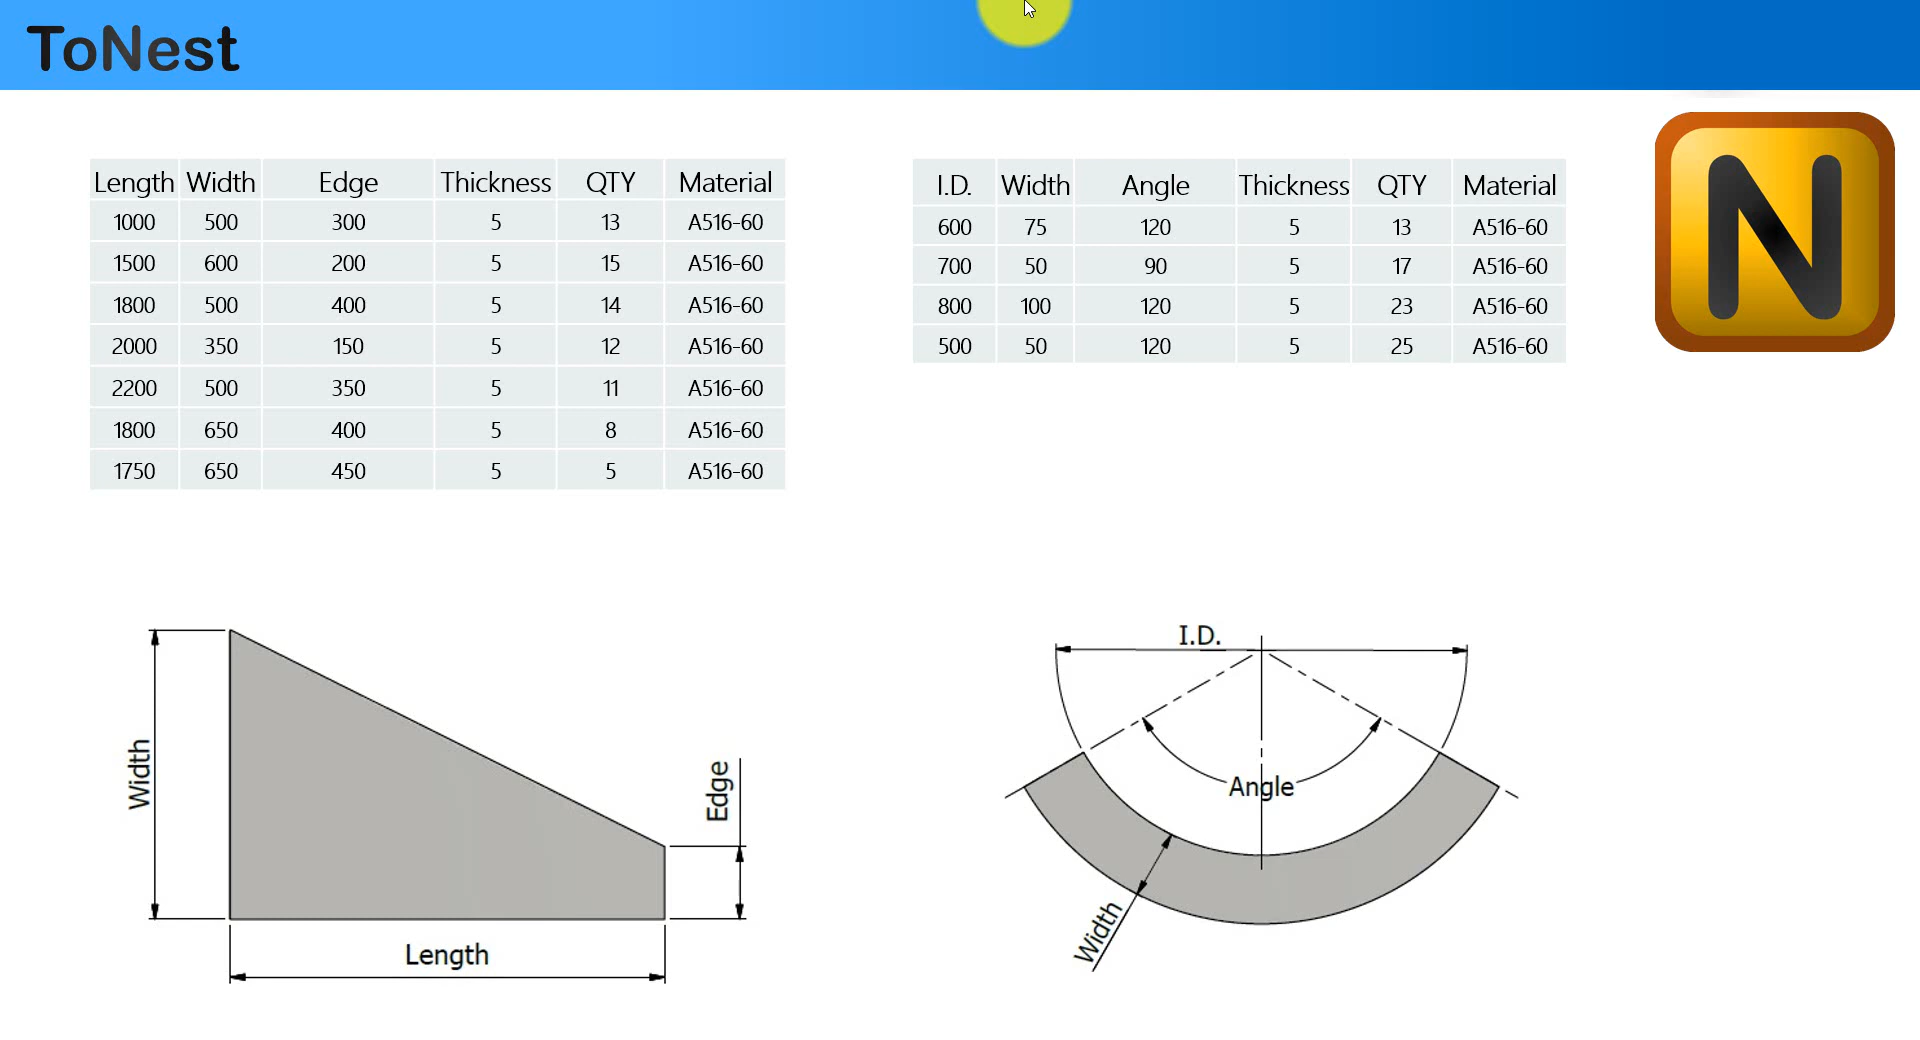 ToNest
Length Width Edge Thickness QTY Material
1000 500 300 5 13 A516-60
1500 600 200 5 15 A516-60
1800 500 400 5 14 A516-60
2000 350 150 5 12 A516-60
2200 500 350 5 11 A516-60
1800 650 400 5 8 A516-60
1750 650 450 5 5 A516-60
I.D. Width Angle Thickness QTY Material
600 75 120 5 13 A516-60
700 50 90 5 17 A516-60
800 100 120 5 23 A516-60
500 50 120 5 25 A516-60
N
Width
Edge
Length
I.D.
Angle
Width